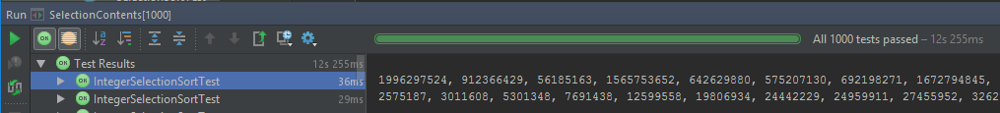 Run SelectionContents[1000]
All 1000 tests passed – 12s 255ms
Test Results 12s 255ms
IntegerSelectionSortTest 36ms
1996297524, 912366429, 56185163, 1565753652, 642629880, 575207130, 692198271, 1672794845,
IntegerSelectionSortTest 29ms
2575187, 3011608, 5301348, 7691438, 12599558, 19806934, 24442229, 24959911, 27455952, 3262